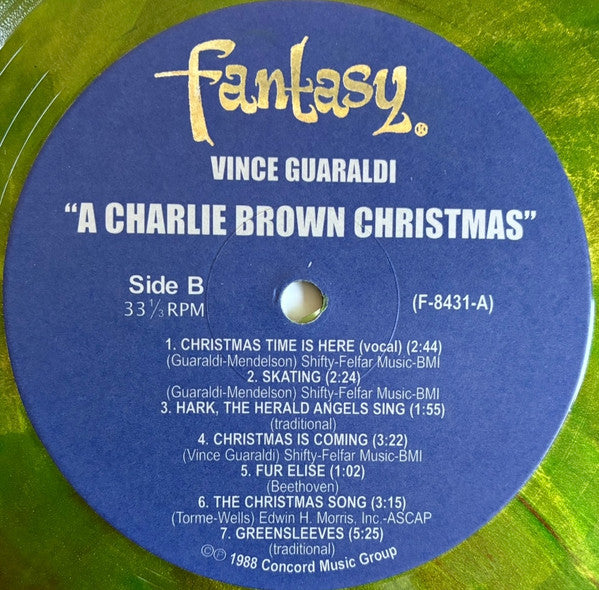 fantasy®
VINCE GUARALDI
“A CHARLIE BROWN CHRISTMAS”
Side B
33 ⅓ RPM
(F-8431-A)
1. CHRISTMAS TIME IS HERE (vocal) (2:44)
(Guaraldi-Mendelson) Shifty-Felfar Music-BMI
2. SKATING (2:24)
(Guaraldi-Mendelson) Shifty-Felfar Music-BMI
3. HARK, THE HERALD ANGELS SING (1:55)
(traditional)
4. CHRISTMAS IS COMING (3:22)
(Vince Guaraldi) Shifty-Felfar Music-BMI
5. FUR ELISE (1:02)
(Beethoven)
6. THE CHRISTMAS SONG (3:15)
(Torme-Wells) Edwin H. Morris, Inc.-ASCAP
7. GREENSLEEVES (5:25)
(traditional)
©℗ 1988 Concord Music Group